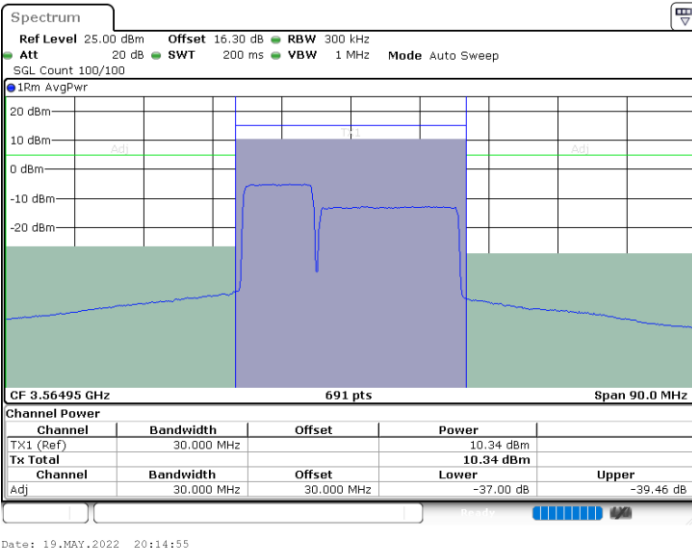 Spectrum
Ref Level 25.00 dBm Offset 16.30 dB RBW 300 kHz
Att 20 dB SWT 200 ms VBW 1 MHz Mode Auto Sweep
SGL Count 100/100
1Rm AvgPwr
20 dBm
TX1
10 dBm
Adj Adj
0 dBm
-10 dBm
-20 dBm
CF 3.56495 GHz 691 pts Span 90.0 MHz
Channel Power
Channel Bandwidth Offset Power
TX1 (Ref) 30.000 MHz 10.34 dBm
Tx Total 10.34 dBm
Channel Bandwidth Offset Lower Upper
Adj 30.000 MHz 30.000 MHz -37.00 dB -39.46 dB
Ready
Date: 19.MAY.2022 20:14:55